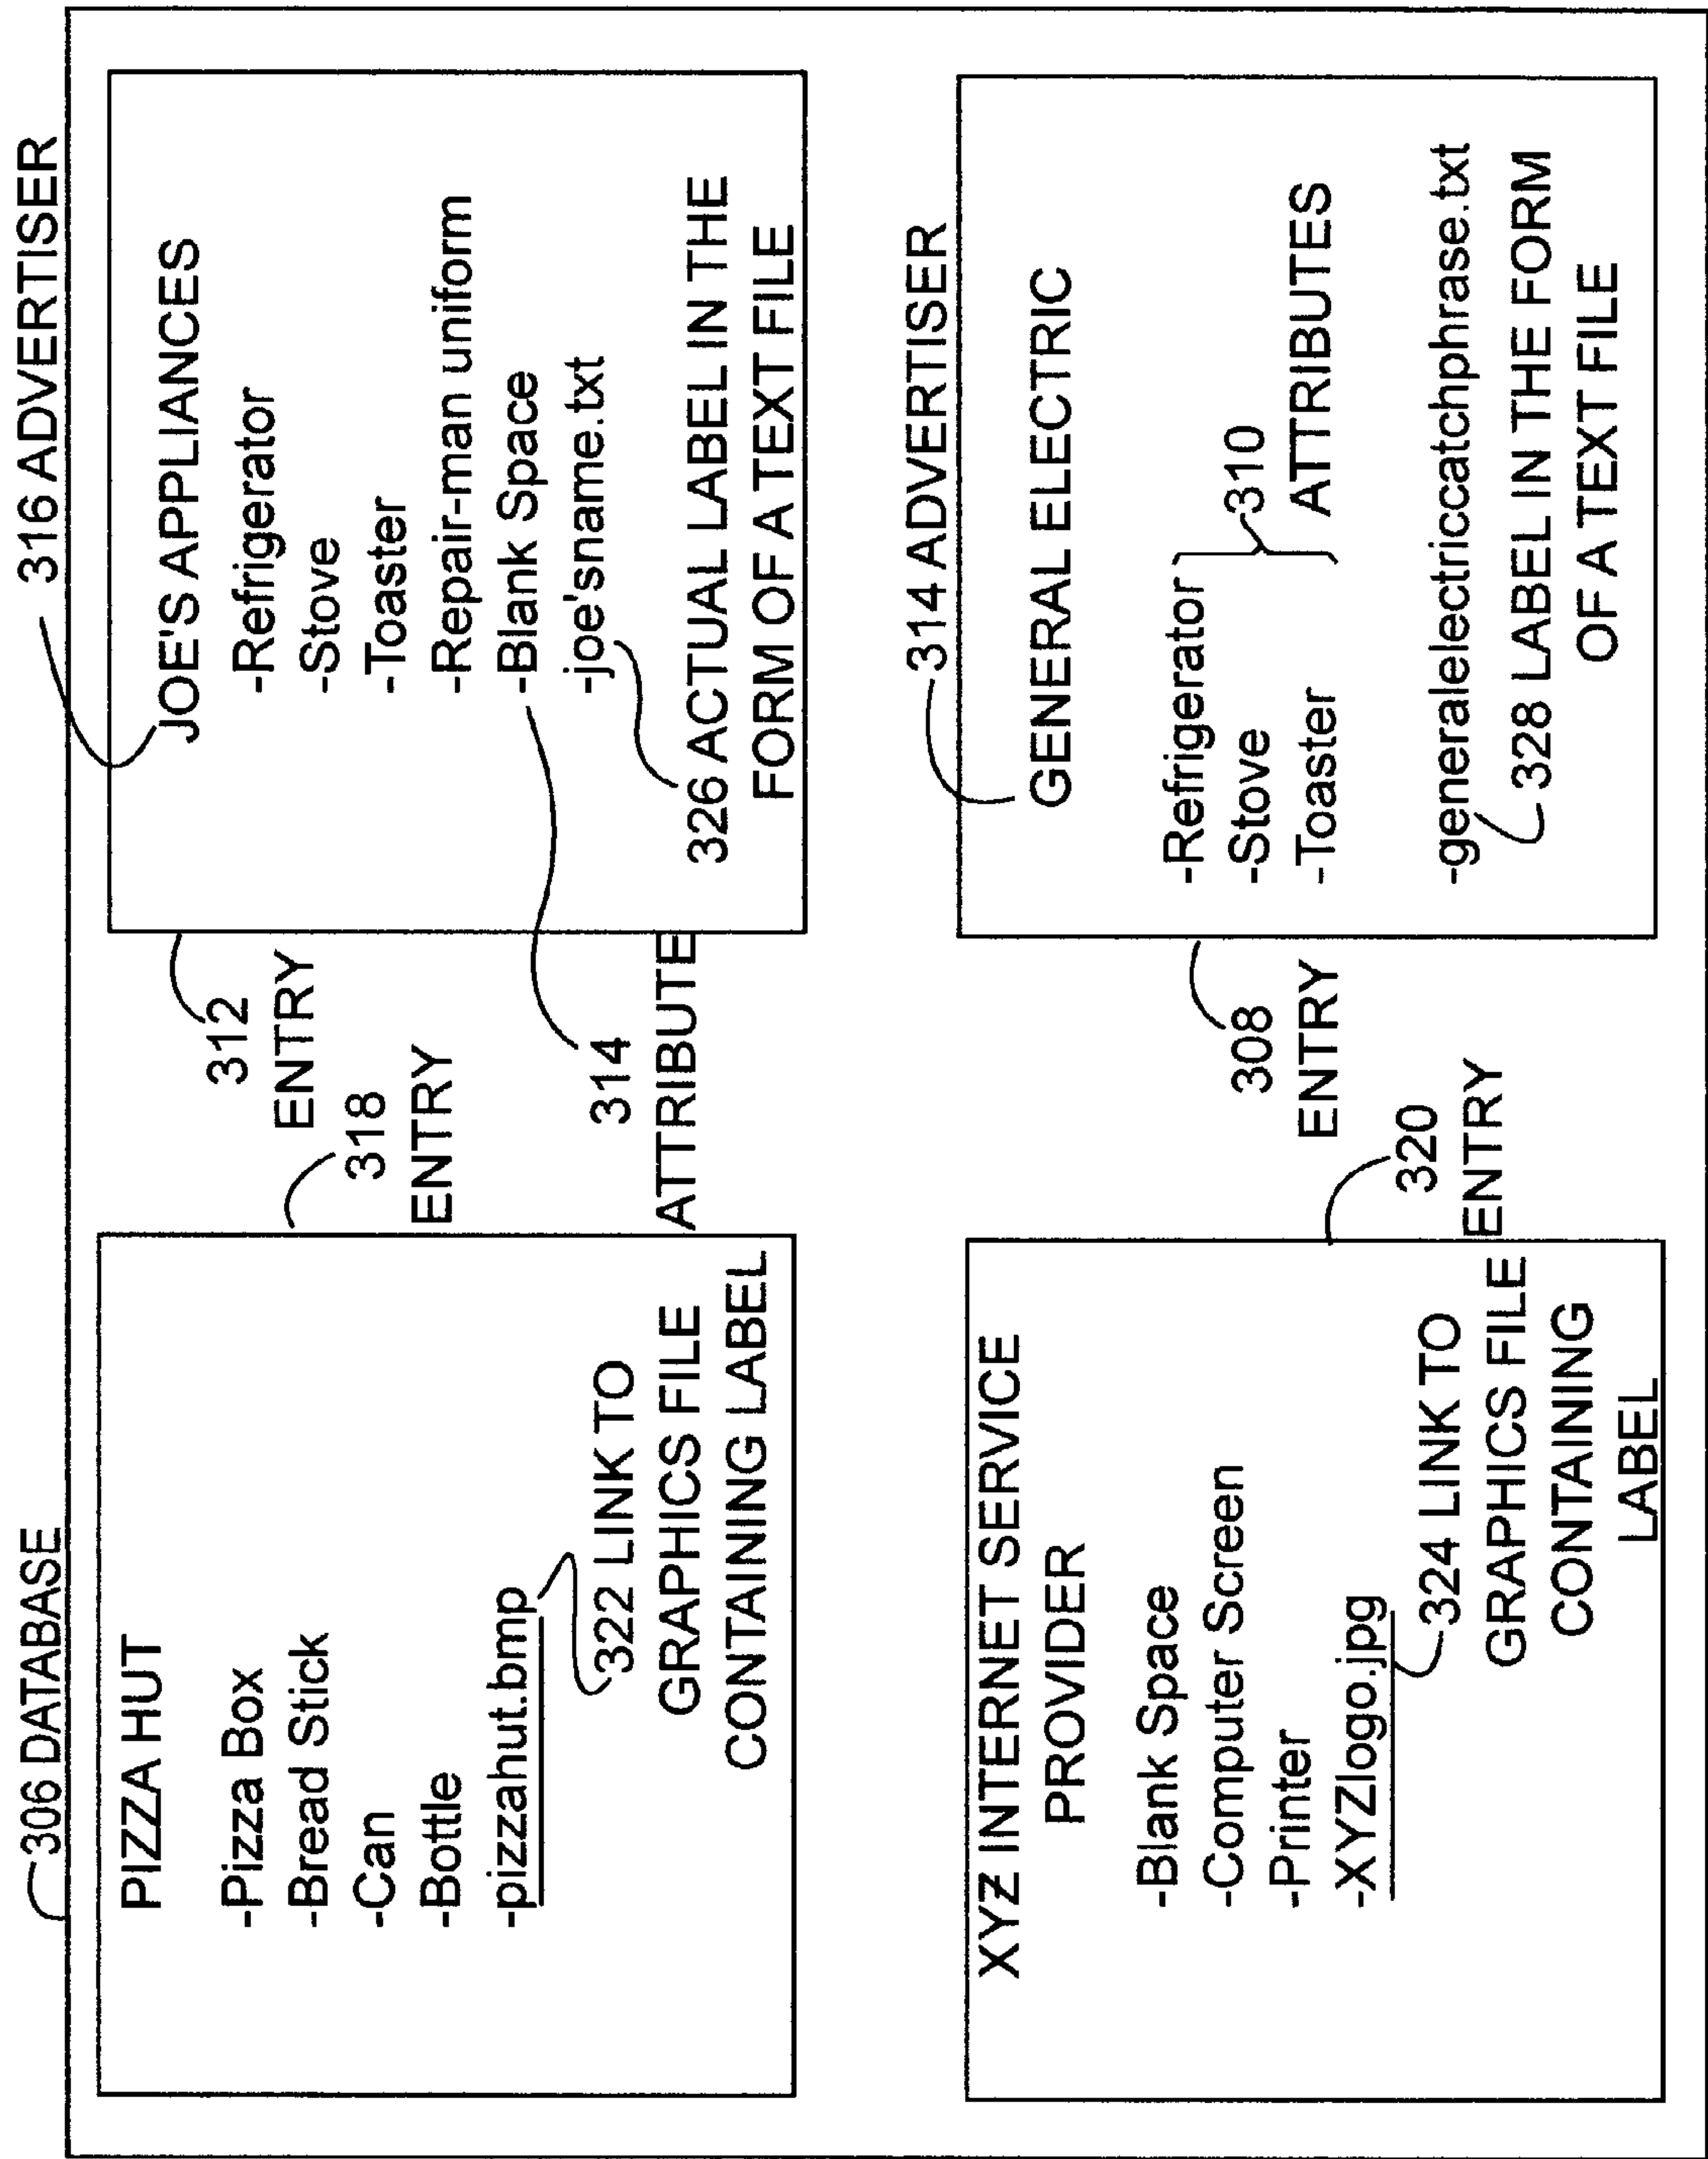 306 DATABASE
PIZZA HUT
-Pizza Box
-Bread Stick
-Can
-Bottle
-pizzahut.bmp
322 LINK TO
GRAPHICS FILE
CONTAINING LABEL
318
ENTRY
316 ADVERTISER
312
ENTRY
JOE'S APPLIANCES
-Refrigerator
-Stove
-Toaster
-Repair-man uniform
-Blank Space
-joe'sname.txt
326 ACTUAL LABEL IN THE
FORM OF A TEXT FILE
314
ATTRIBUTE
XYZ INTERNET SERVICE
PROVIDER
-Blank Space
-Computer Screen
-Printer
-XYZlogo.jpg
324 LINK TO
GRAPHICS FILE
CONTAINING
LABEL
320
ENTRY
314 ADVERTISER
308
ENTRY
GENERAL ELECTRIC
-Refrigerator
-Stove
-Toaster
310
ATTRIBUTES
-generalelectriccatchphrase.txt
328 LABEL IN THE FORM
OF A TEXT FILE